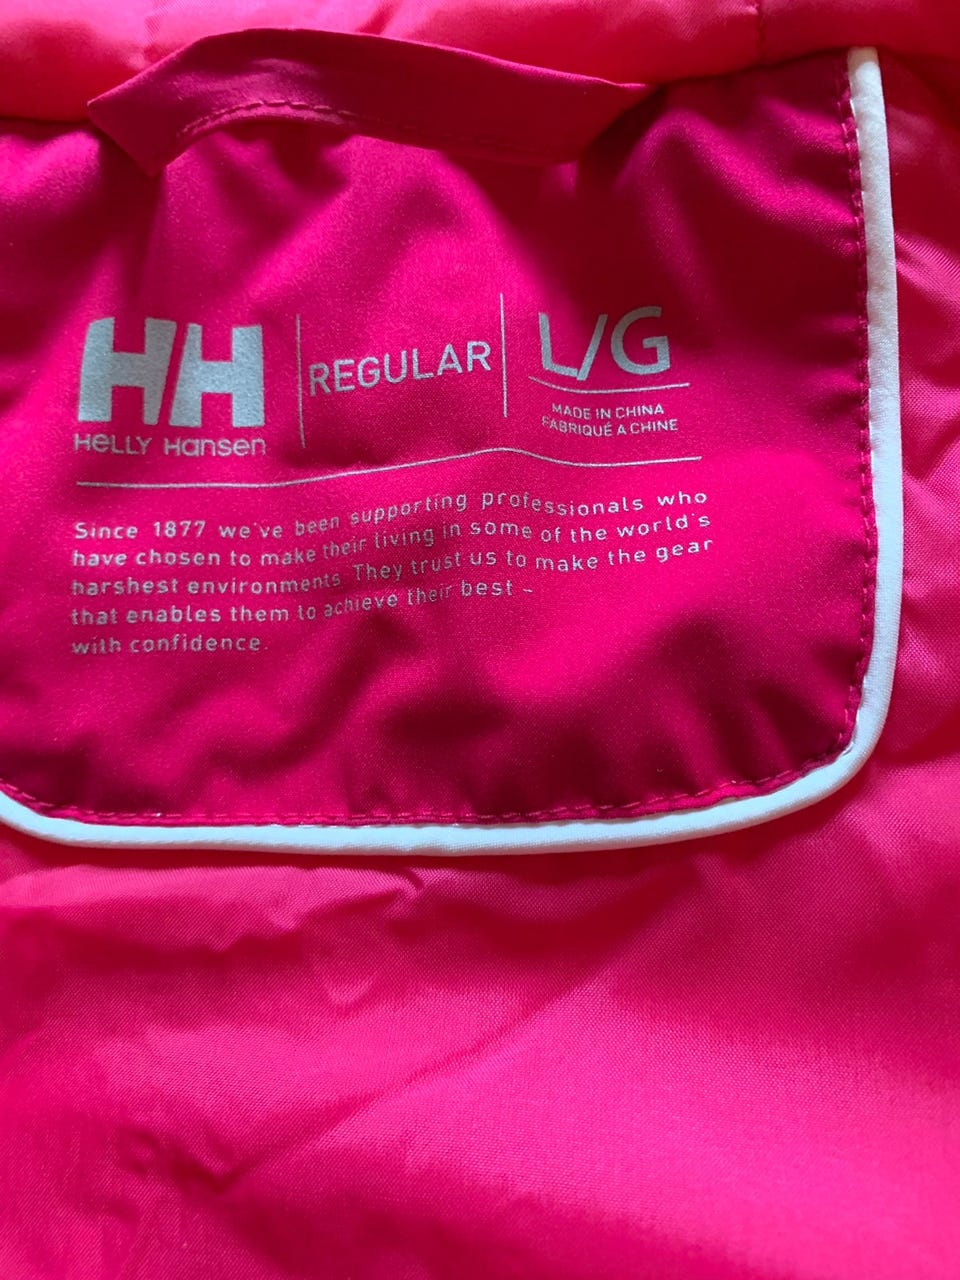 HH
HELLY HANSEN
REGULAR
L/G
MADE IN CHINA
FABRIQUÉ A CHINE
Since 1877 we've been supporting professionals who
have chosen to make their living in some of the world's
harshest environments. They trust us to make the gear
that enables them to achieve their best –
with confidence.